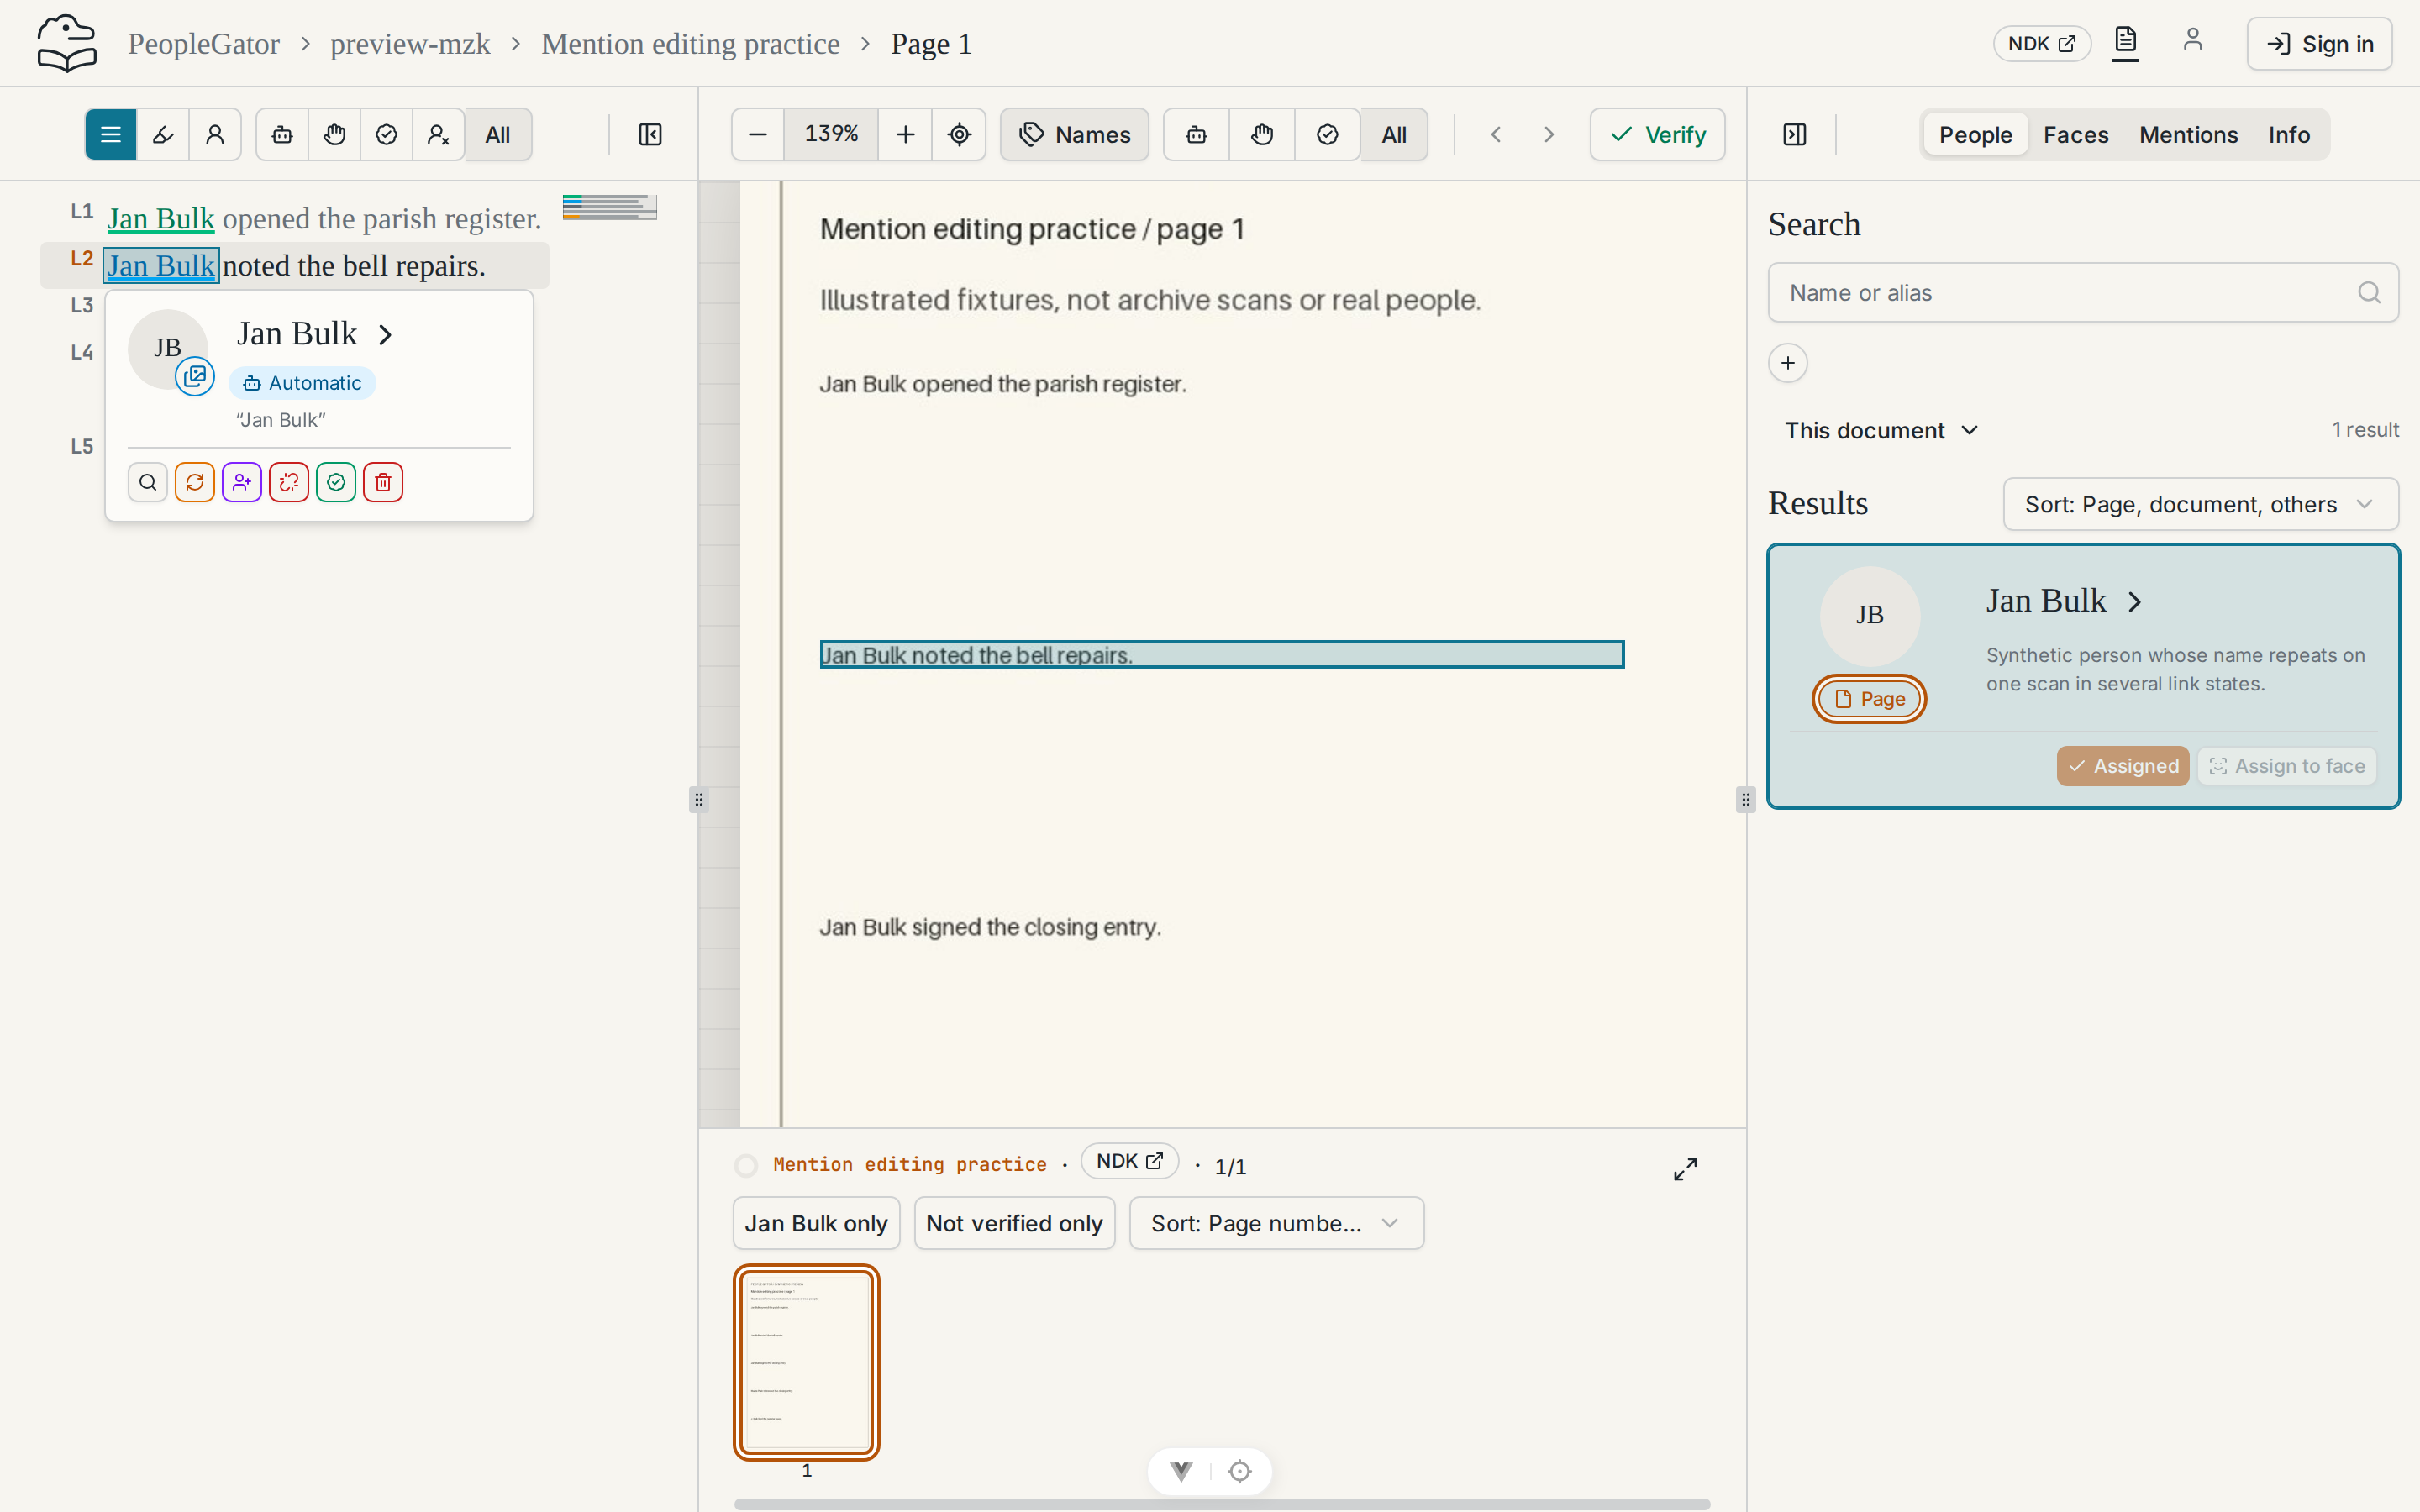 PeopleGator > preview-mzk > Mention editing practice > Page 1
NDK
Sign in
All
139%
Names
All
Verify
People
Faces
Mentions
Info
L1 Jan Bulk opened the parish register.
L2 Jan Bulk noted the bell repairs.
L3
L4
L5
JB
Jan Bulk
Automatic
“Jan Bulk”
Mention editing practice / page 1
Illustrated fixtures, not archive scans or real people.
Jan Bulk opened the parish register.
Jan Bulk noted the bell repairs.
Jan Bulk signed the closing entry.
Mention editing practice · NDK · 1/1
Jan Bulk only
Not verified only
Sort: Page numbe...
1
Search
Name or alias
This document
1 result
Results
Sort: Page, document, others
JB
Jan Bulk
Synthetic person whose name repeats on
one scan in several link states.
Page
Assigned
Assign to face